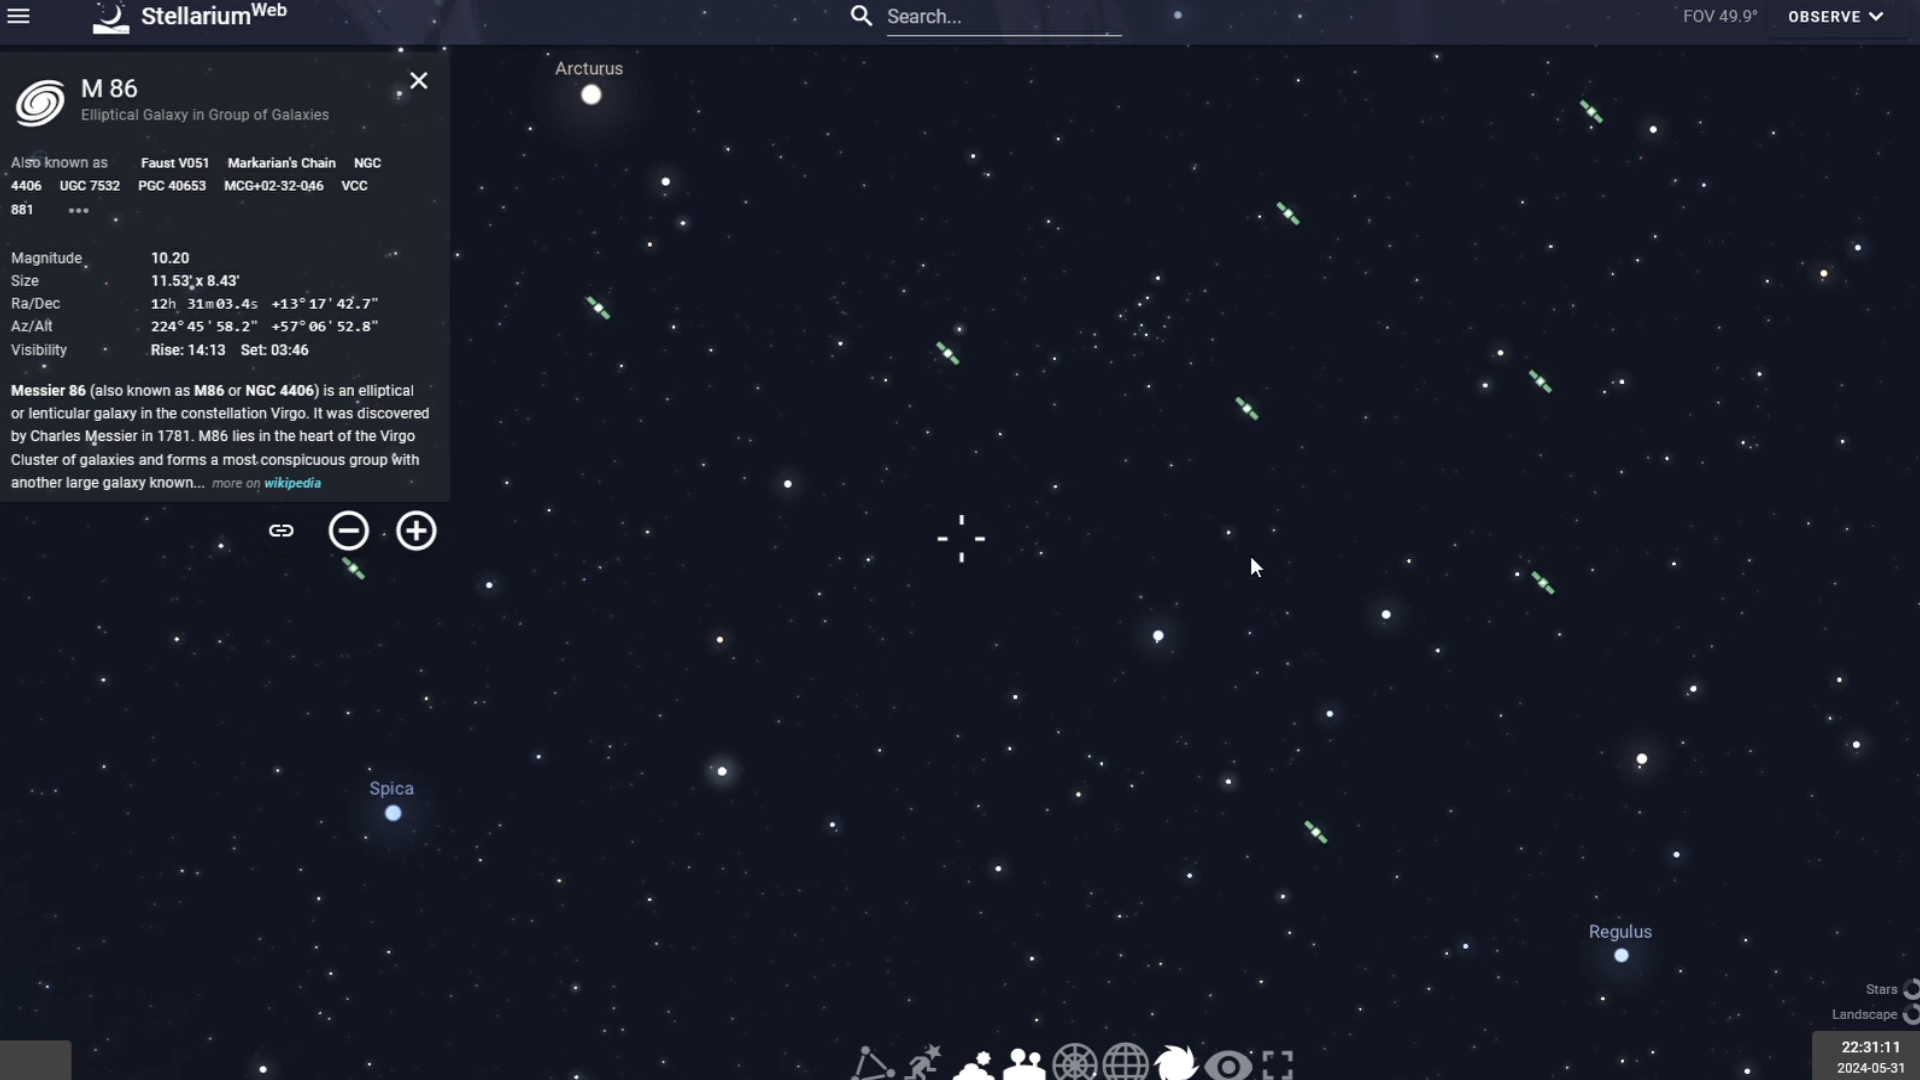 StellariumWeb
Search...
FOV 49.9°
OBSERVE
M 86
Elliptical Galaxy in Group of Galaxies
Also known as Faust V051 Markarian's Chain NGC
4406 UGC 7532 PGC 40653 MCG+02-32-046 VCC
881 •••
Magnitude 10.20
Size 11.53' x 8.43'
Ra/Dec 12h 31m03.4s +13°17'42.7"
Az/Alt 224°45'58.2" +57°06'52.8"
Visibility Rise: 14:13 Set: 03:46
Messier 86 (also known as M86 or NGC 4406) is an elliptical
or lenticular galaxy in the constellation Virgo. It was discovered
by Charles Messier in 1781. M86 lies in the heart of the Virgo
Cluster of galaxies and forms a most conspicuous group with
another large galaxy known... more on wikipedia
Arcturus
Spica
Regulus
Stars
Landscape
22:31:11
2024-05-31